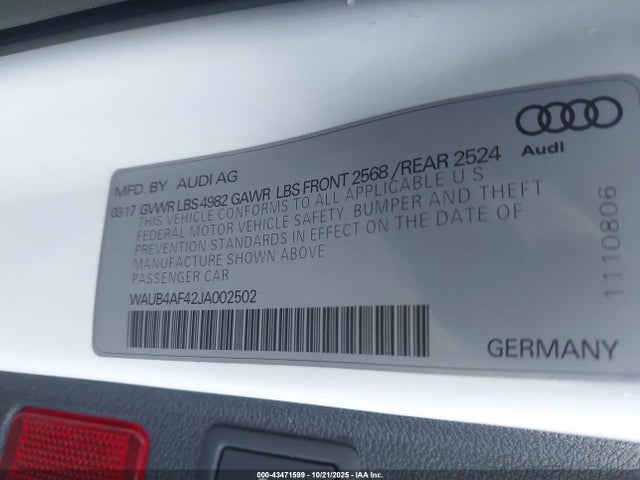 Audi
MFD. BY AUDI AG
03 17 GVWR LBS 4982 GAWR LBS FRONT 2568 / REAR 2524
THIS VEHICLE CONFORMS TO ALL APPLICABLE U S
FEDERAL MOTOR VEHICLE SAFETY, BUMPER AND THEFT
PREVENTION STANDARDS IN EFFECT ON THE DATE OF
MANUFACTURE SHOWN ABOVE
PASSENGER CAR
WAUB4AF42JA002502
GERMANY
1110806
000-43471599 - 10/21/2025 - IAA Inc.